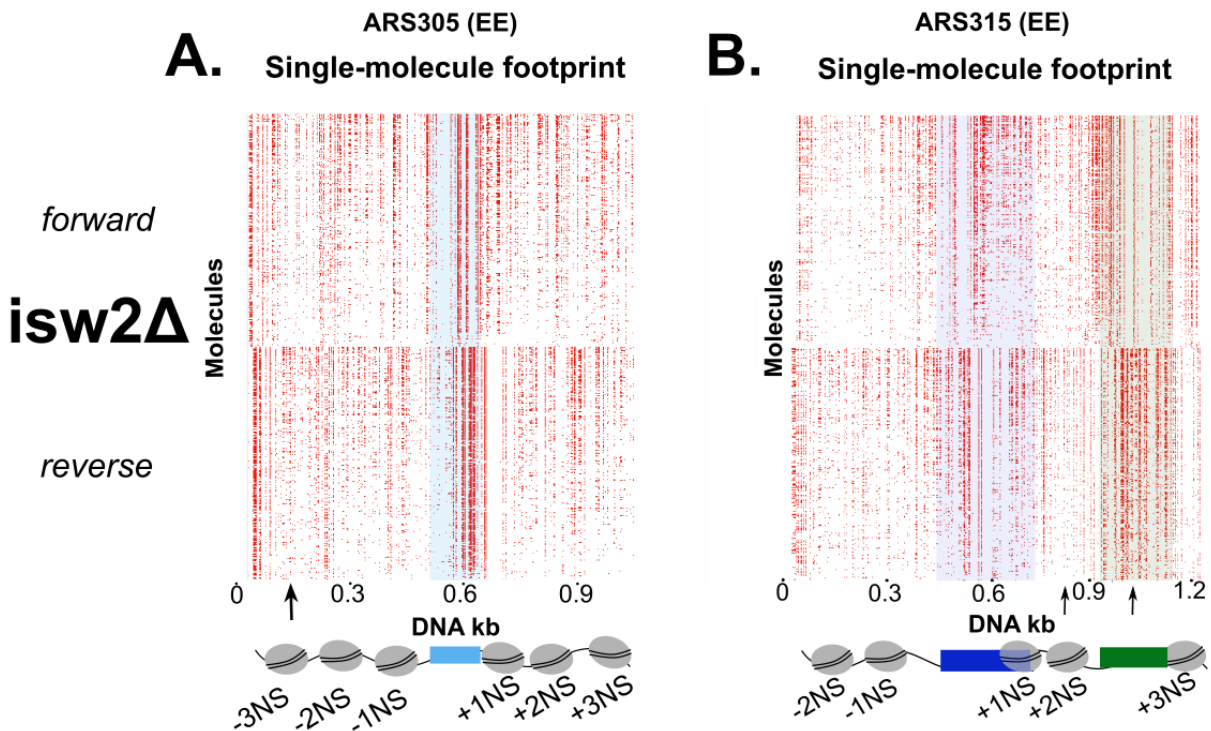 A.
ARS305 (EE)
Single-molecule footprint
B.
ARS315 (EE)
Single-molecule footprint
forward
isw2Δ
reverse
Molecules
Molecules
0 0.3 0.6 0.9
DNA kb
-3NS -2NS -1NS +1NS +2NS +3NS
0 0.3 0.6 0.9 1.2
DNA kb
-2NS -1NS +1NS +2NS +3NS